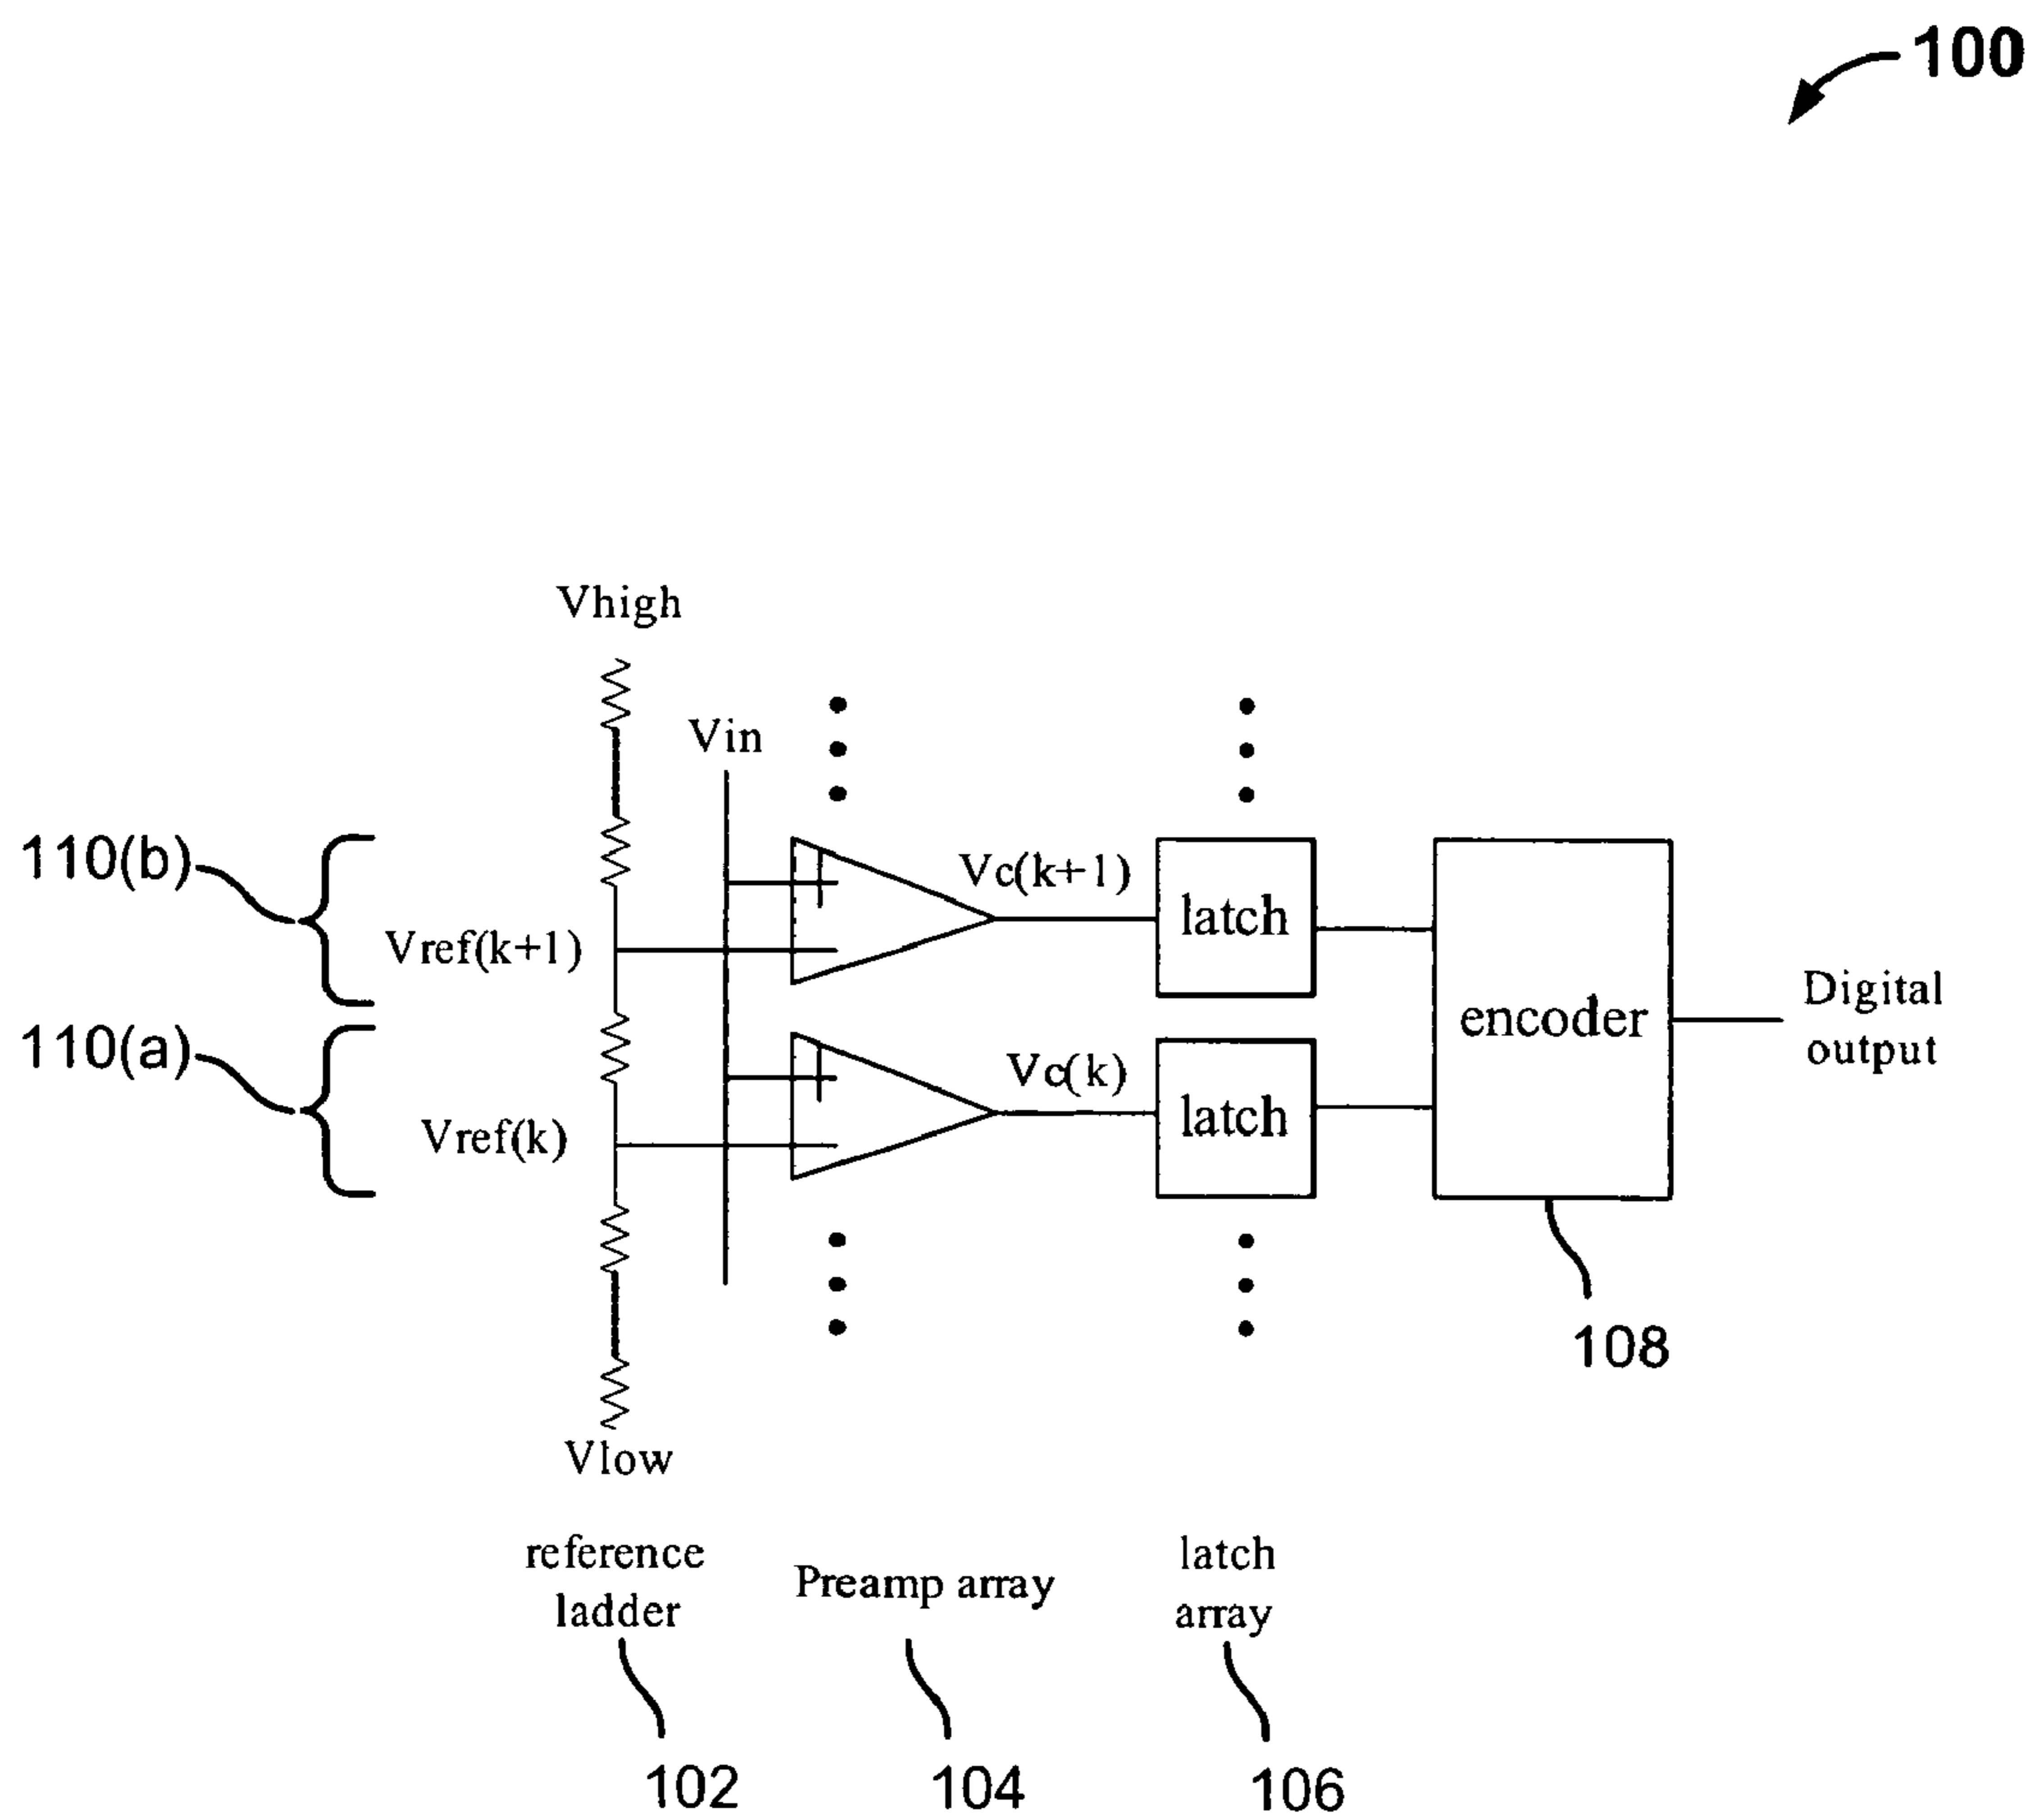 100
Vhigh
Vin
110(b)
Vc(k+1)
latch
Vref(k+1)
encoder
Digital
output
110(a)
Vc(k)
latch
Vref(k)
108
Vlow
reference
ladder
Preamp array
latch
array
102
104
106